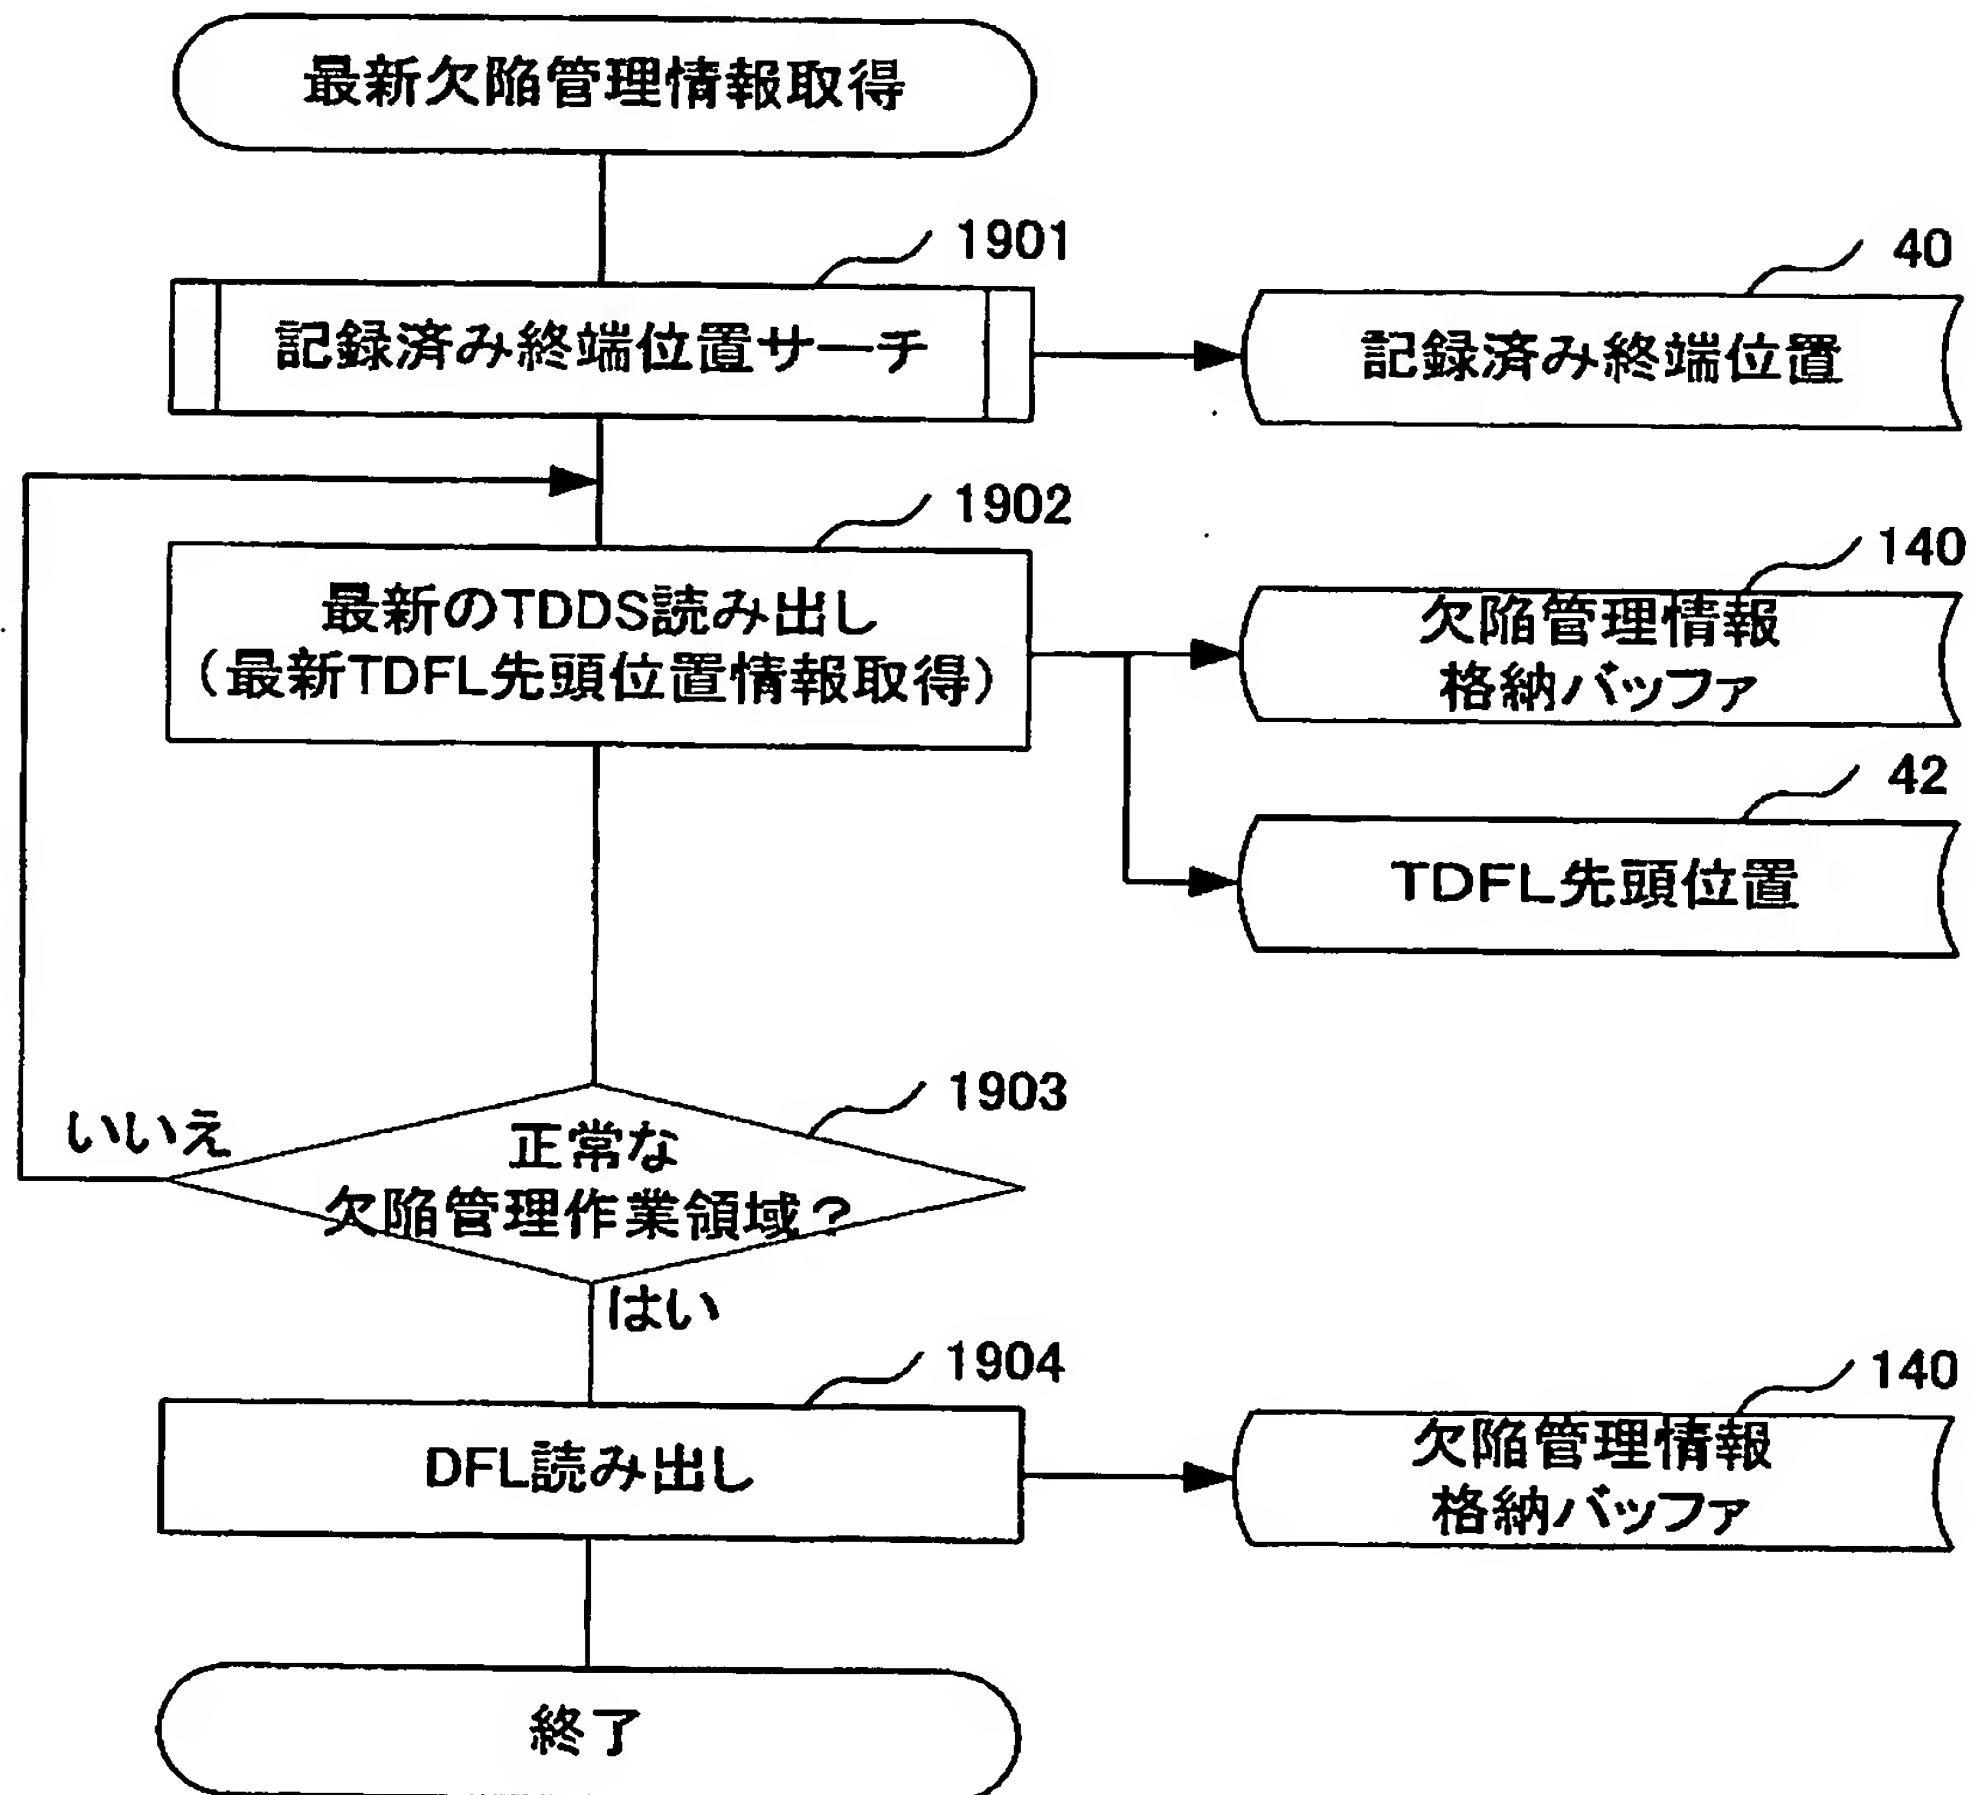 最新欠陥管理情報取得
1901
40
記録済み終端位置サーチ
記録済み終端位置
1902
140
最新のTDDS読み出し
（最新TDFL先頭位置情報取得）
欠陥管理情報
格納バッファ
42
TDFL先頭位置
1903
いいえ
正常な
欠陥管理作業領域？
はい
1904
140
DFL読み出し
欠陥管理情報
格納バッファ
終了